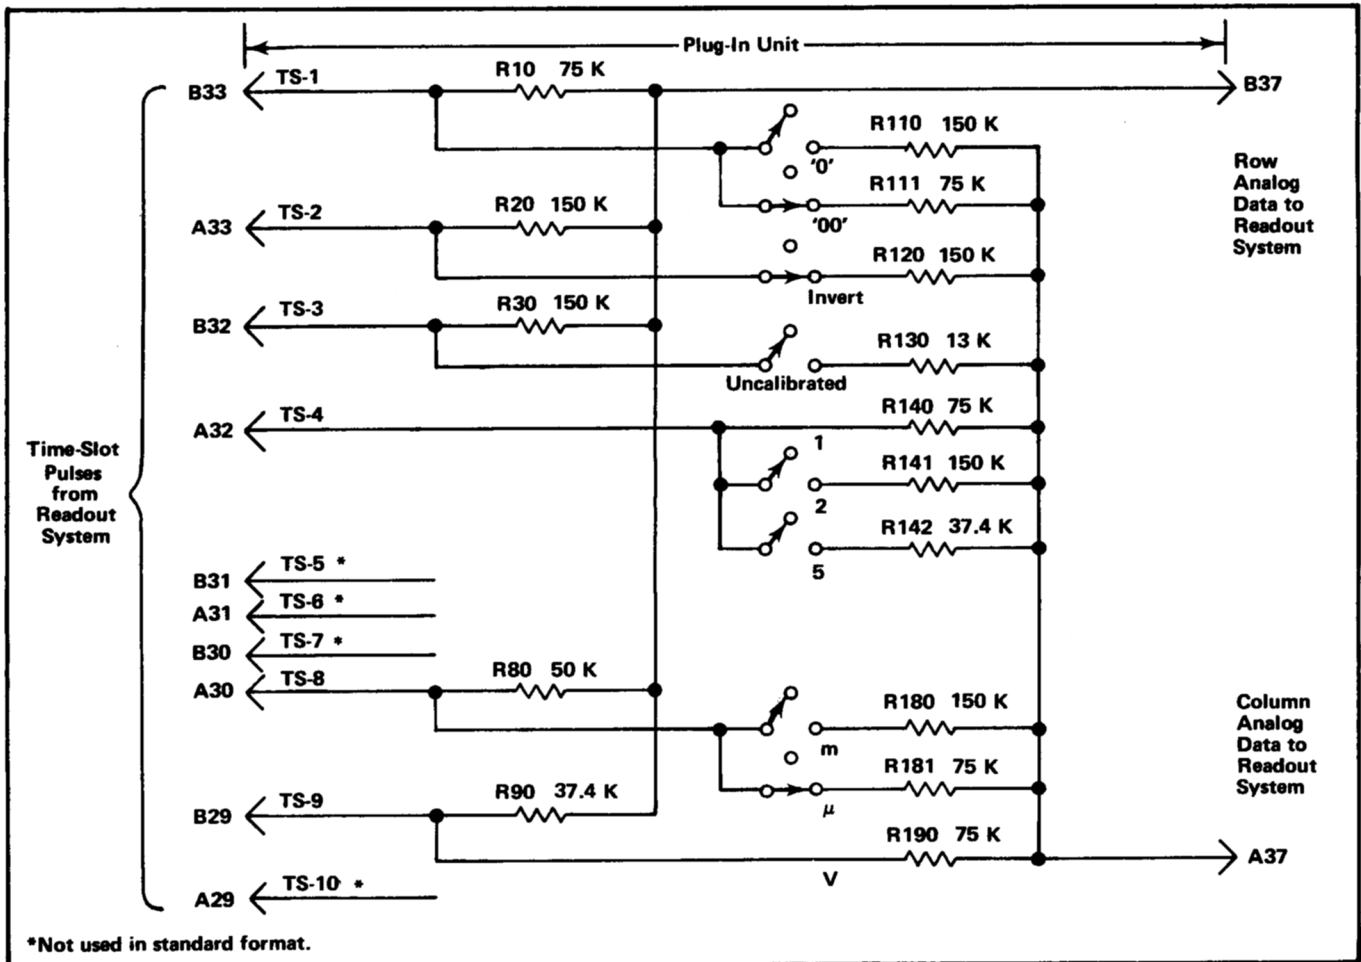 Plug-In Unit
B33 TS-1 R10 75 K B37
R110 150 K
'0'
Row
Analog
Data to
Readout
System
R111 75 K
'00'
A33 TS-2 R20 150 K
R120 150 K
Invert
B32 TS-3 R30 150 K
R130 13 K
Uncalibrated
A32 TS-4 R140 75 K
1
R141 150 K
2
R142 37.4 K
5
Time-Slot
Pulses
from
Readout
System
B31 TS-5 *
A31 TS-6 *
B30 TS-7 *
A30 TS-8 R80 50 K
R180 150 K
m
Column
Analog
Data to
Readout
System
R181 75 K
μ
B29 TS-9 R90 37.4 K
R190 75 K
V
A37
A29 TS-10 *
*Not used in standard format.